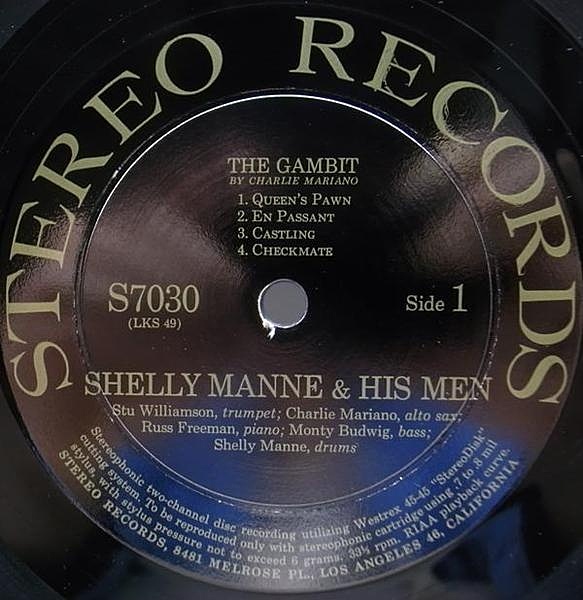 STEREO RECORDS
THE GAMBIT
BY CHARLIE MARIANO
1. QUEEN'S PAWN
2. EN PASSANT
3. CASTLING
4. CHECKMATE
S7030
(LKS 49)
Side 1
SHELLY MANNE & HIS MEN
Stu Williamson, trumpet; Charlie Mariano, alto sax;
Russ Freeman, piano; Monty Budwig, bass;
Shelly Manne, drums
Stereophonic two-channel disc recording utilizing Westrex 45-45 "StereoDisk"
cutting system. To be reproduced only with stereophonic cartridge using .7 to .8 mil
stylus, with stylus pressure not to exceed 6 grams. 33⅓ rpm. RIAA playback curve.
STEREO RECORDS, 8481 MELROSE PL., LOS ANGELES 46, CALIFORNIA